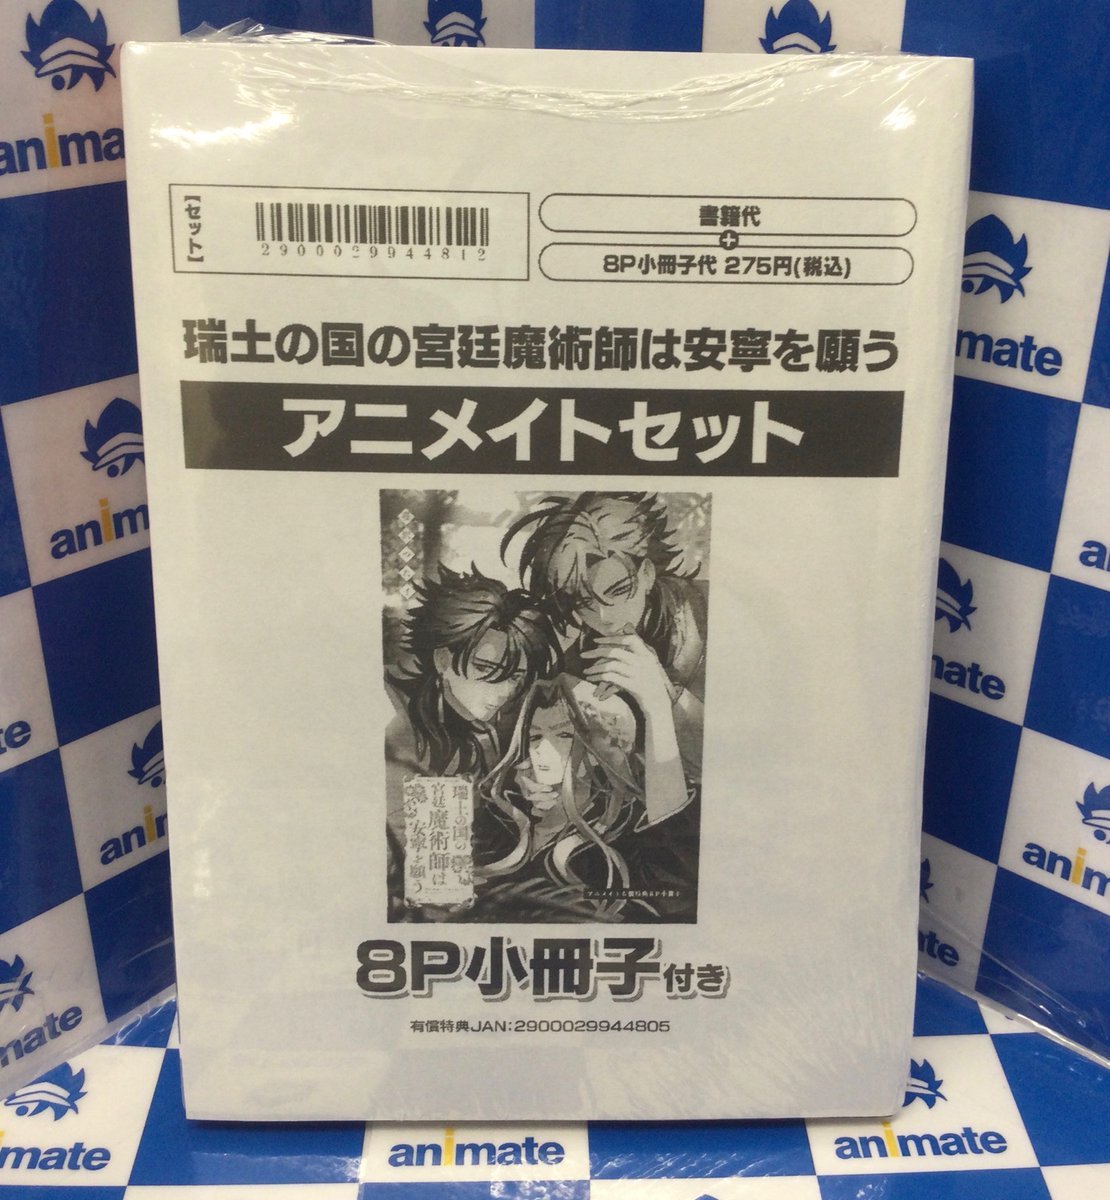 【セット】
2900029944812
書籍代
+
8P小冊子代 275円(税込)
瑞土の国の宮廷魔術師は安寧を願う
アニメイトセット
瑞土の国の
宮廷魔術師は
安寧を願う
8P小冊子付き
有償特典JAN:2900029944805
animate
animate
animate